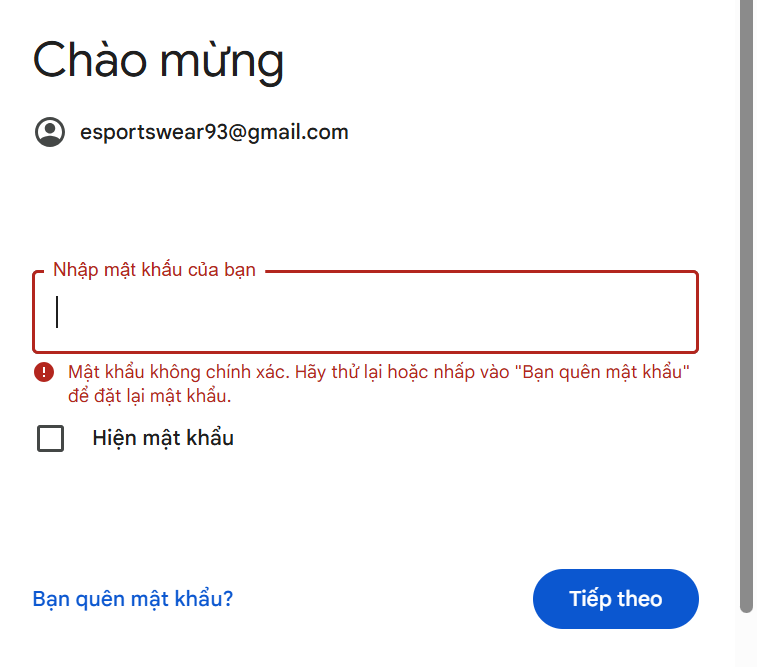 Chào mừng
esportswear93@gmail.com
Nhập mật khẩu của bạn
Mật khẩu không chính xác. Hãy thử lại hoặc nhấp vào "Bạn quên mật khẩu"
để đặt lại mật khẩu.
Hiện mật khẩu
Bạn quên mật khẩu?
Tiếp theo